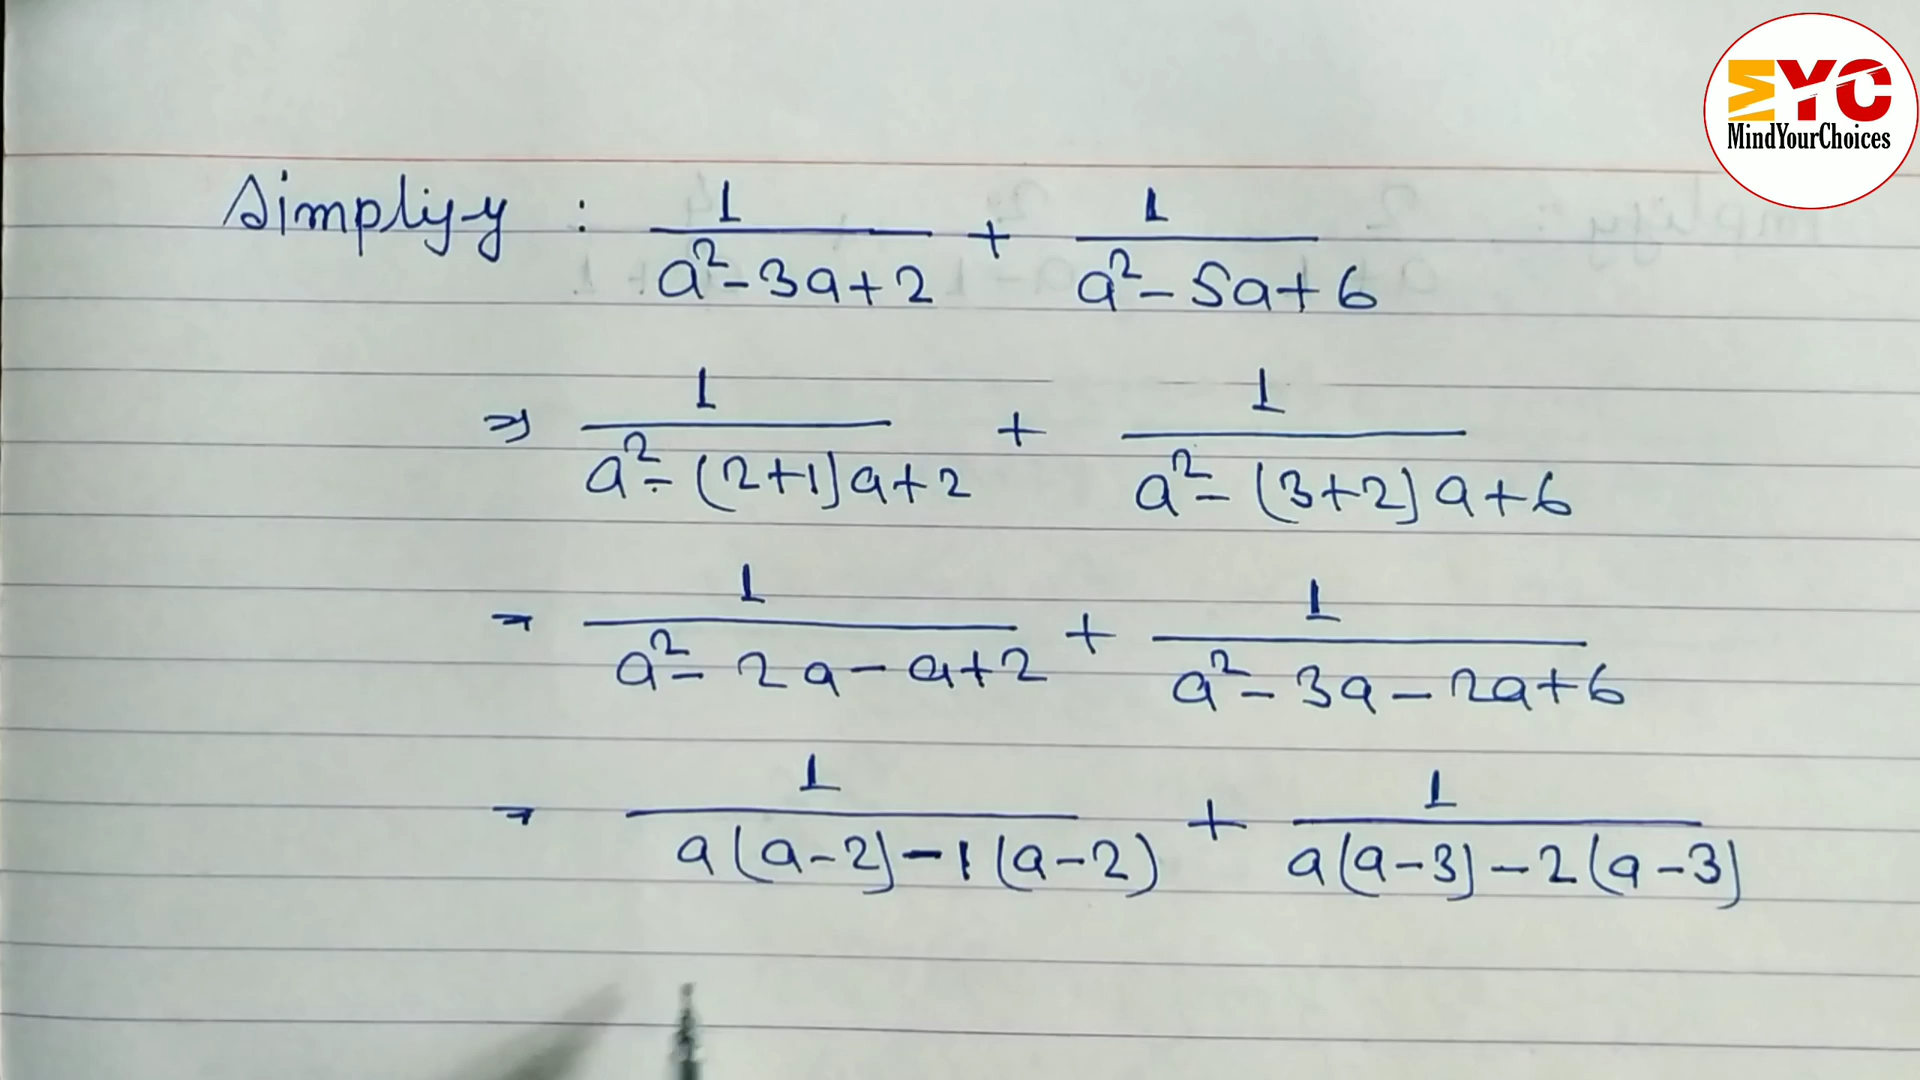 MYC
MindYourChoices
Simplify : 1/(a² - 3a + 2) + 1/(a² - 5a + 6)
⇒ 1/(a² - (2+1)a + 2) + 1/(a² - (3+2)a + 6)
= 1/(a² - 2a - a + 2) + 1/(a² - 3a - 2a + 6)
= 1/(a(a-2) - 1(a-2)) + 1/(a(a-3) - 2(a-3))